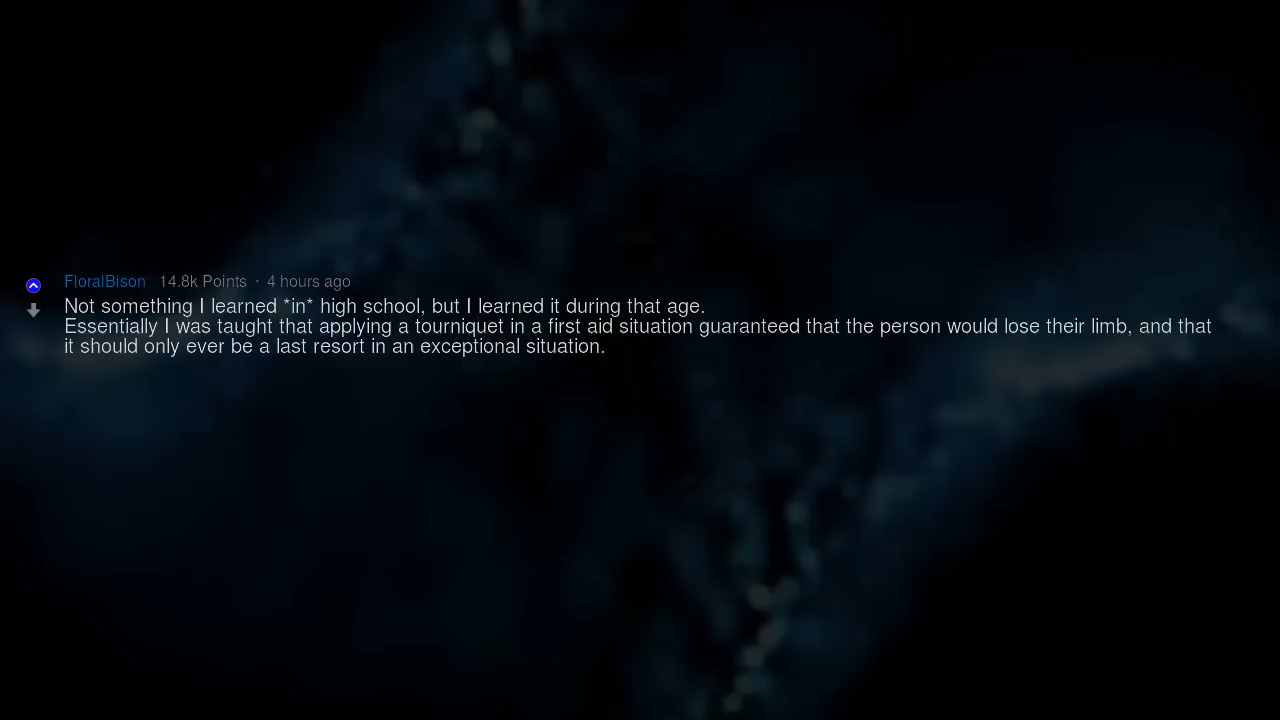 FloralBison 14.8k Points · 4 hours ago
Not something I learned *in* high school, but I learned it during that age.
Essentially I was taught that applying a tourniquet in a first aid situation guaranteed that the person would lose their limb, and that
it should only ever be a last resort in an exceptional situation.